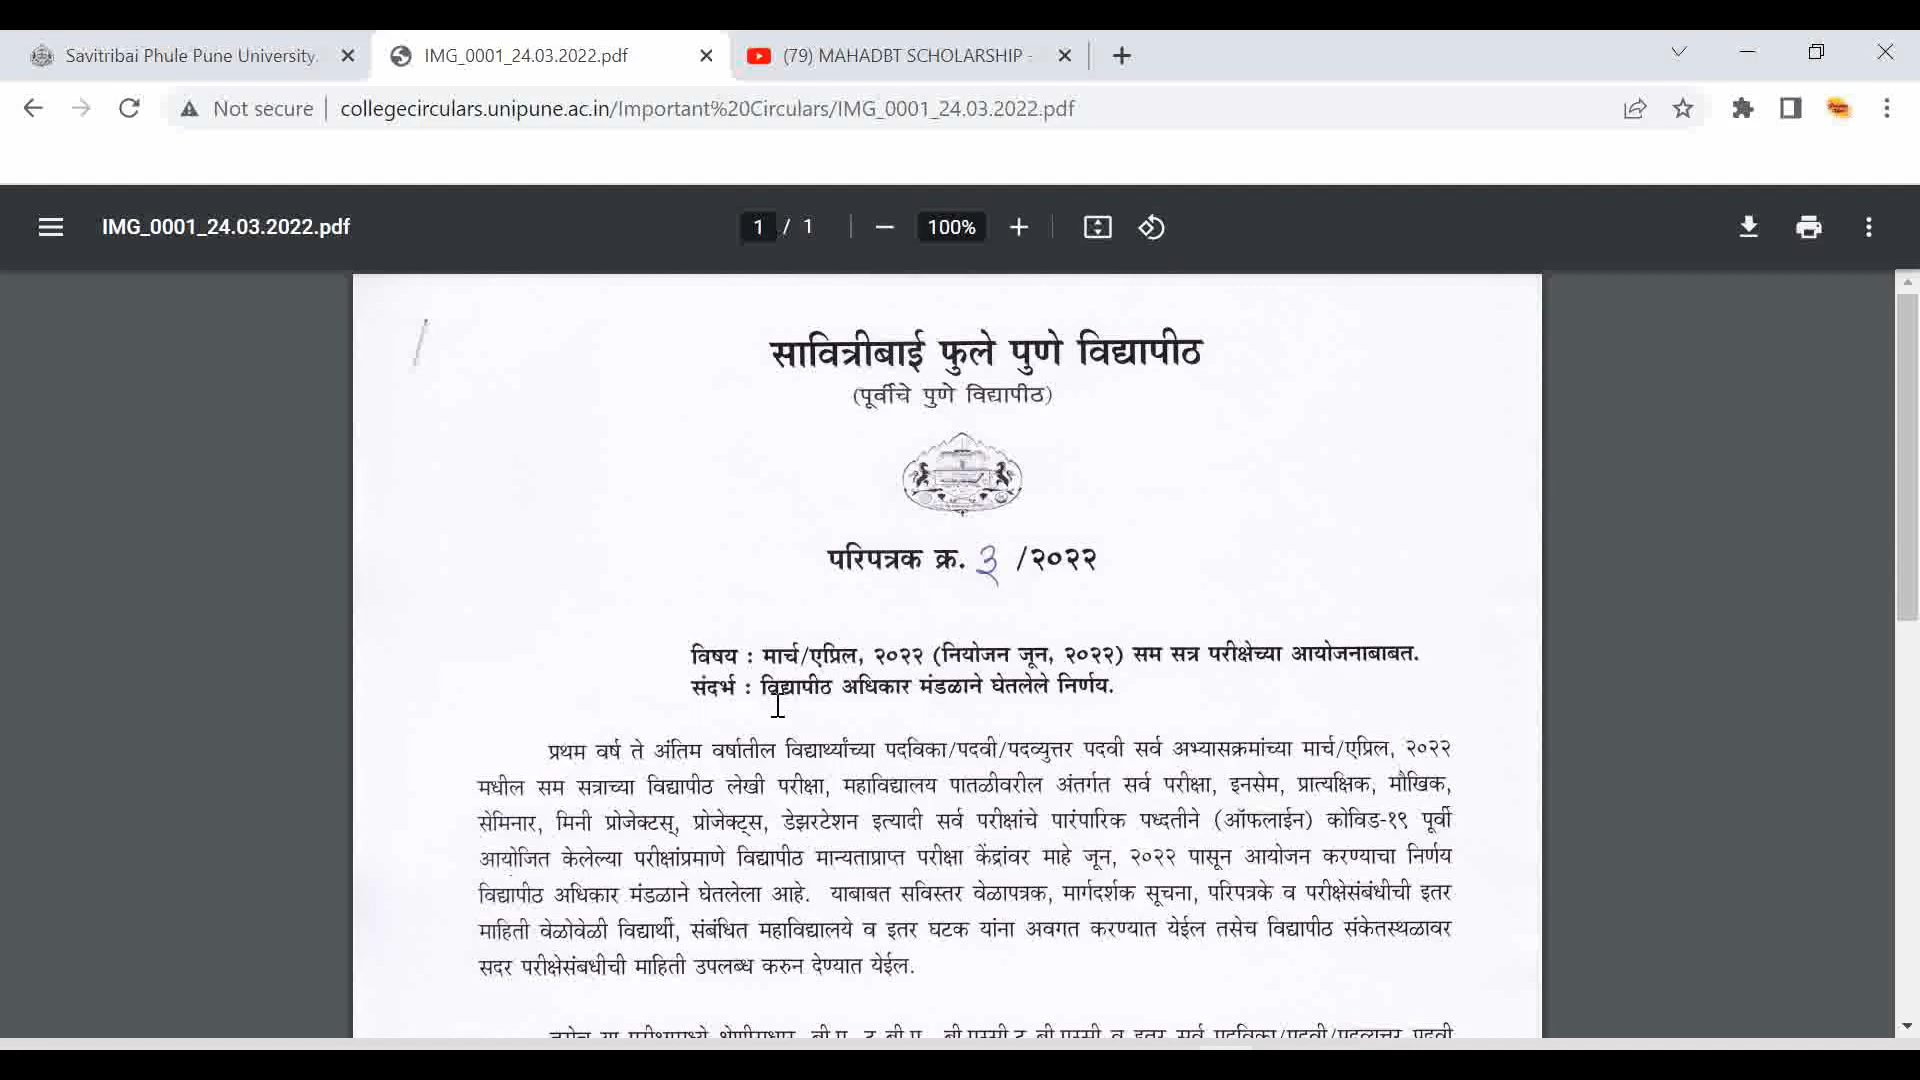 Savitribai Phule Pune University.
IMG_0001_24.03.2022.pdf
(79) MAHADBT SCHOLARSHIP -
Not secure
collegecirculars.unipune.ac.in/Important%20Circulars/IMG_0001_24.03.2022.pdf
IMG_0001_24.03.2022.pdf
1 / 1
100%
सावित्रीबाई फुले पुणे विद्यापीठ
(पूर्वीचे पुणे विद्यापीठ)
परिपत्रक क्र. ३ /२०२२
विषय : मार्च/एप्रिल, २०२२ (नियोजन जून, २०२२) सम सत्र परीक्षेच्या आयोजनाबाबत.
संदर्भ : विद्यापीठ अधिकार मंडळाने घेतलेले निर्णय.
प्रथम वर्ष ते अंतिम वर्षातील विद्यार्थ्यांच्या पदविका/पदवी/पदव्युत्तर पदवी सर्व अभ्यासक्रमांच्या मार्च/एप्रिल, २०२२
मधील सम सत्राच्या विद्यापीठ लेखी परीक्षा, महाविद्यालय पातळीवरील अंतर्गत सर्व परीक्षा, इनसेम, प्रात्यक्षिक, मौखिक,
सेमिनार, मिनी प्रोजेक्टस्, प्रोजेक्ट्स, डेझरटेशन इत्यादी सर्व परीक्षांचे पारंपारिक पध्दतीने (ऑफलाईन) कोविड-१९ पूर्वी
आयोजित केलेल्या परीक्षांप्रमाणे विद्यापीठ मान्यताप्राप्त परीक्षा केंद्रांवर माहे जून, २०२२ पासून आयोजन करण्याचा निर्णय
विद्यापीठ अधिकार मंडळाने घेतलेला आहे. याबाबत सविस्तर वेळापत्रक, मार्गदर्शक सूचना, परिपत्रके व परीक्षेसंबंधीची इतर
माहिती वेळोवेळी विद्यार्थी, संबंधित महाविद्यालये व इतर घटक यांना अवगत करण्यात येईल तसेच विद्यापीठ संकेतस्थळावर
सदर परीक्षेसंबधीची माहिती उपलब्ध करुन देण्यात येईल.